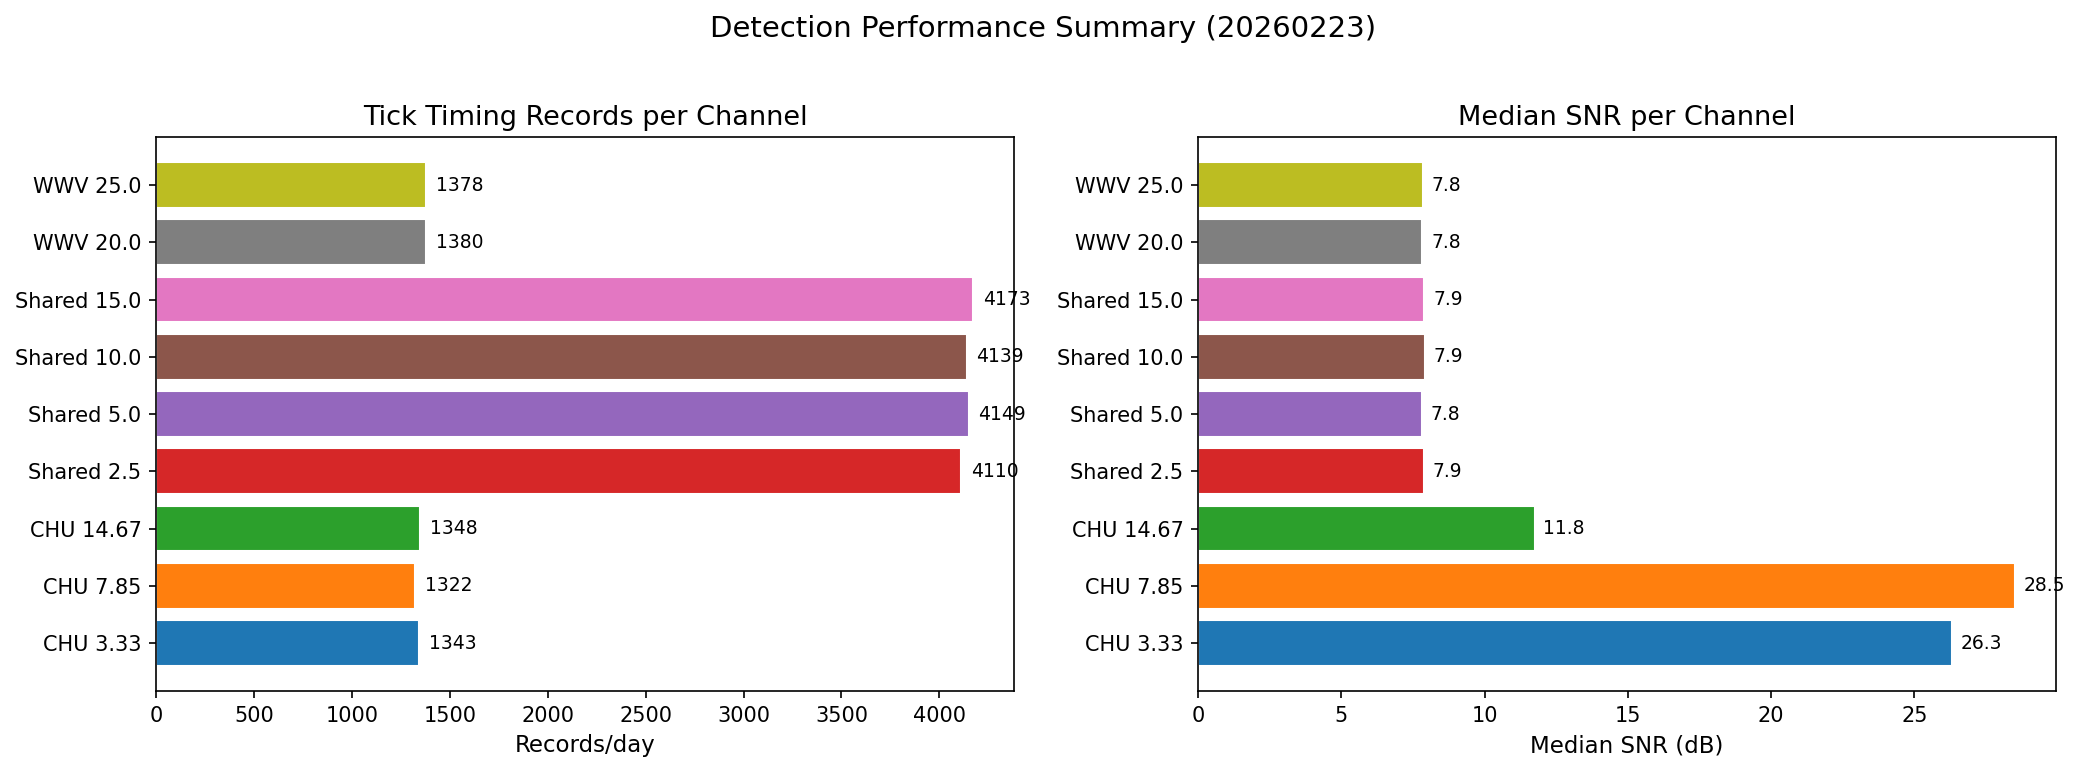 Detection Performance Summary (20260223)
Tick Timing Records per Channel
WWV 25.0 1378
WWV 20.0 1380
Shared 15.0 4173
Shared 10.0 4139
Shared 5.0 4149
Shared 2.5 4110
CHU 14.67 1348
CHU 7.85 1322
CHU 3.33 1343
0 500 1000 1500 2000 2500 3000 3500 4000
Records/day
Median SNR per Channel
WWV 25.0 7.8
WWV 20.0 7.8
Shared 15.0 7.9
Shared 10.0 7.9
Shared 5.0 7.8
Shared 2.5 7.9
CHU 14.67 11.8
CHU 7.85 28.5
CHU 3.33 26.3
0 5 10 15 20 25
Median SNR (dB)